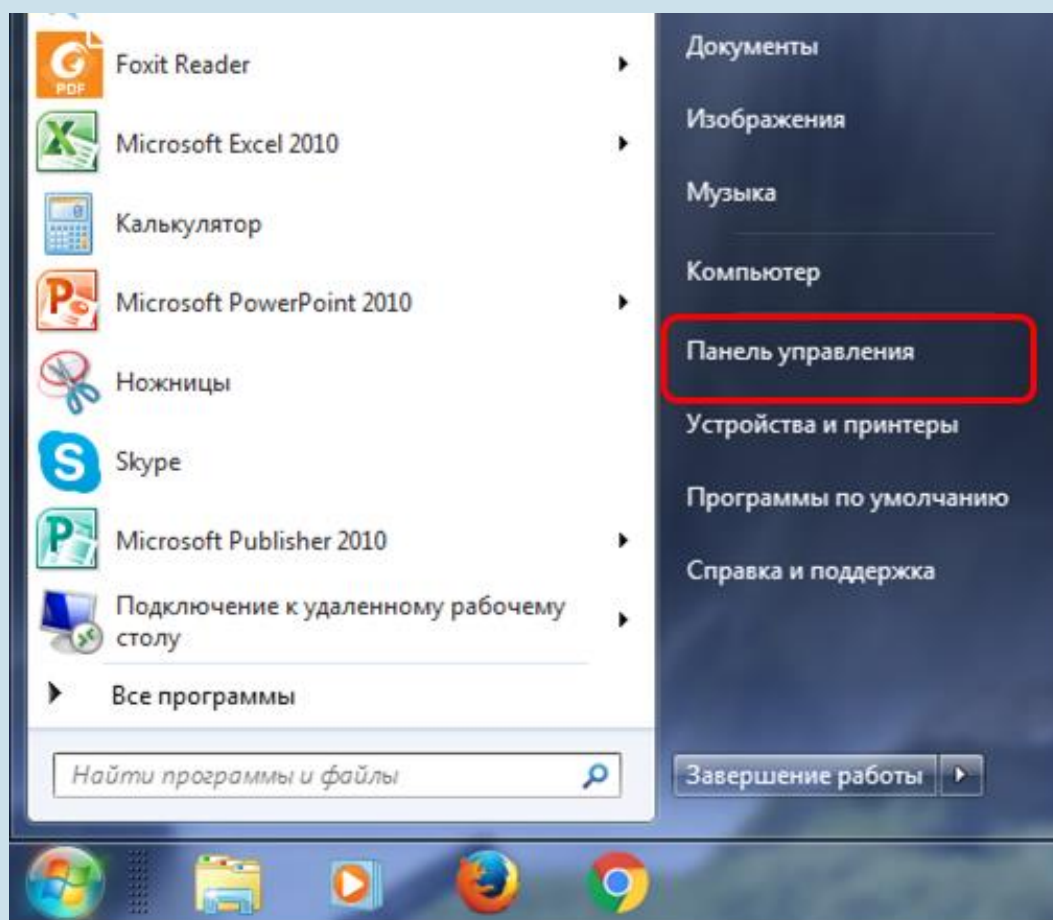 Foxit Reader
PDF
Microsoft Excel 2010
Калькулятор
Microsoft PowerPoint 2010
Ножницы
Skype
Microsoft Publisher 2010
Подключение к удаленному рабочему
столу
Все программы
Найти программы и файлы
Документы
Изображения
Музыка
Компьютер
Панель управления
Устройства и принтеры
Программы по умолчанию
Справка и поддержка
Завершение работы